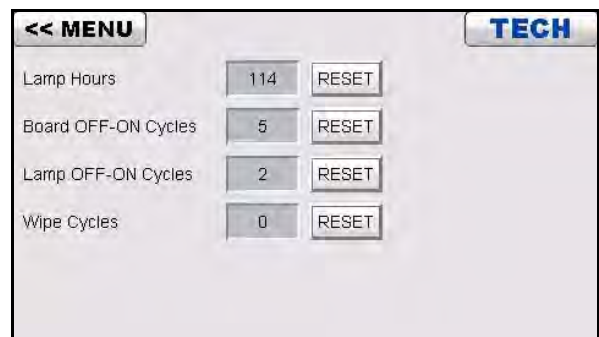 << MENU TECH
Lamp Hours 114 RESET
Board OFF-ON Cycles 5 RESET
Lamp OFF-ON Cycles 2 RESET
Wipe Cycles 0 RESET